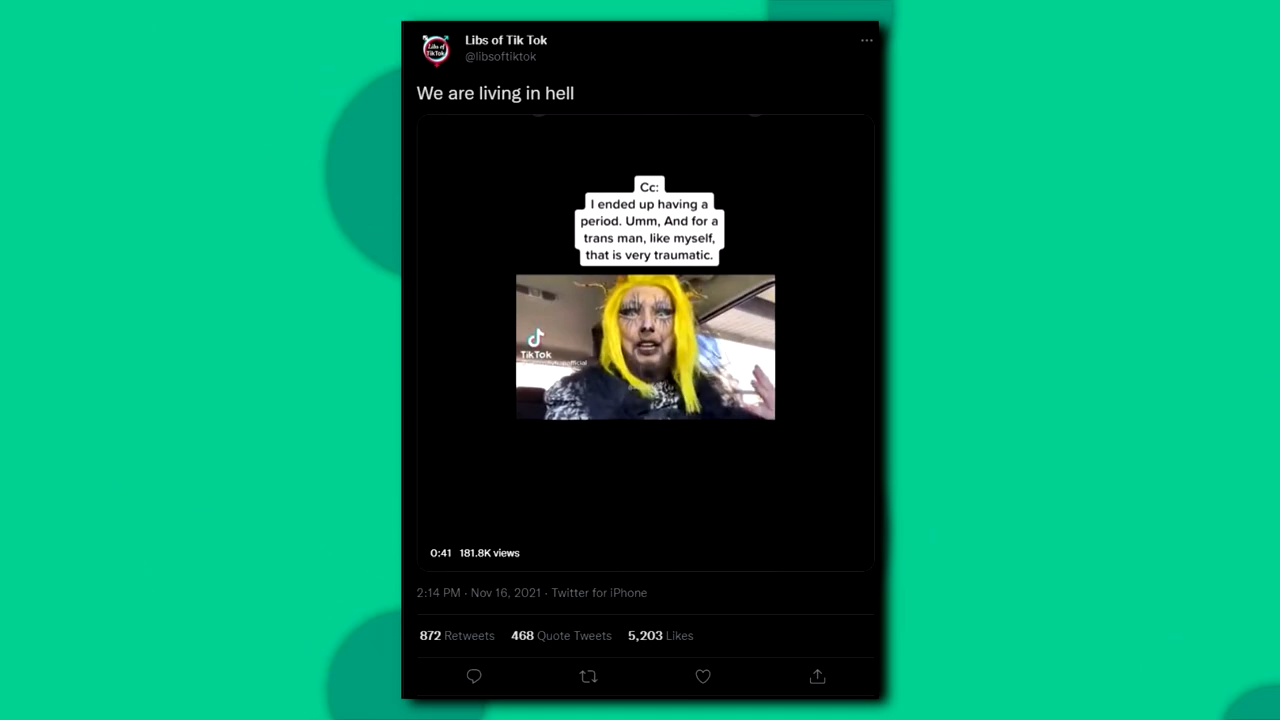 Libs of Tik Tok
@libsoftiktok
We are living in hell
Cc:
I ended up having a
period. Umm, And for a
trans man, like myself,
that is very traumatic.
TikTok
0:41 181.8K views
2:14 PM · Nov 16, 2021 · Twitter for iPhone
872 Retweets 468 Quote Tweets 5,203 Likes